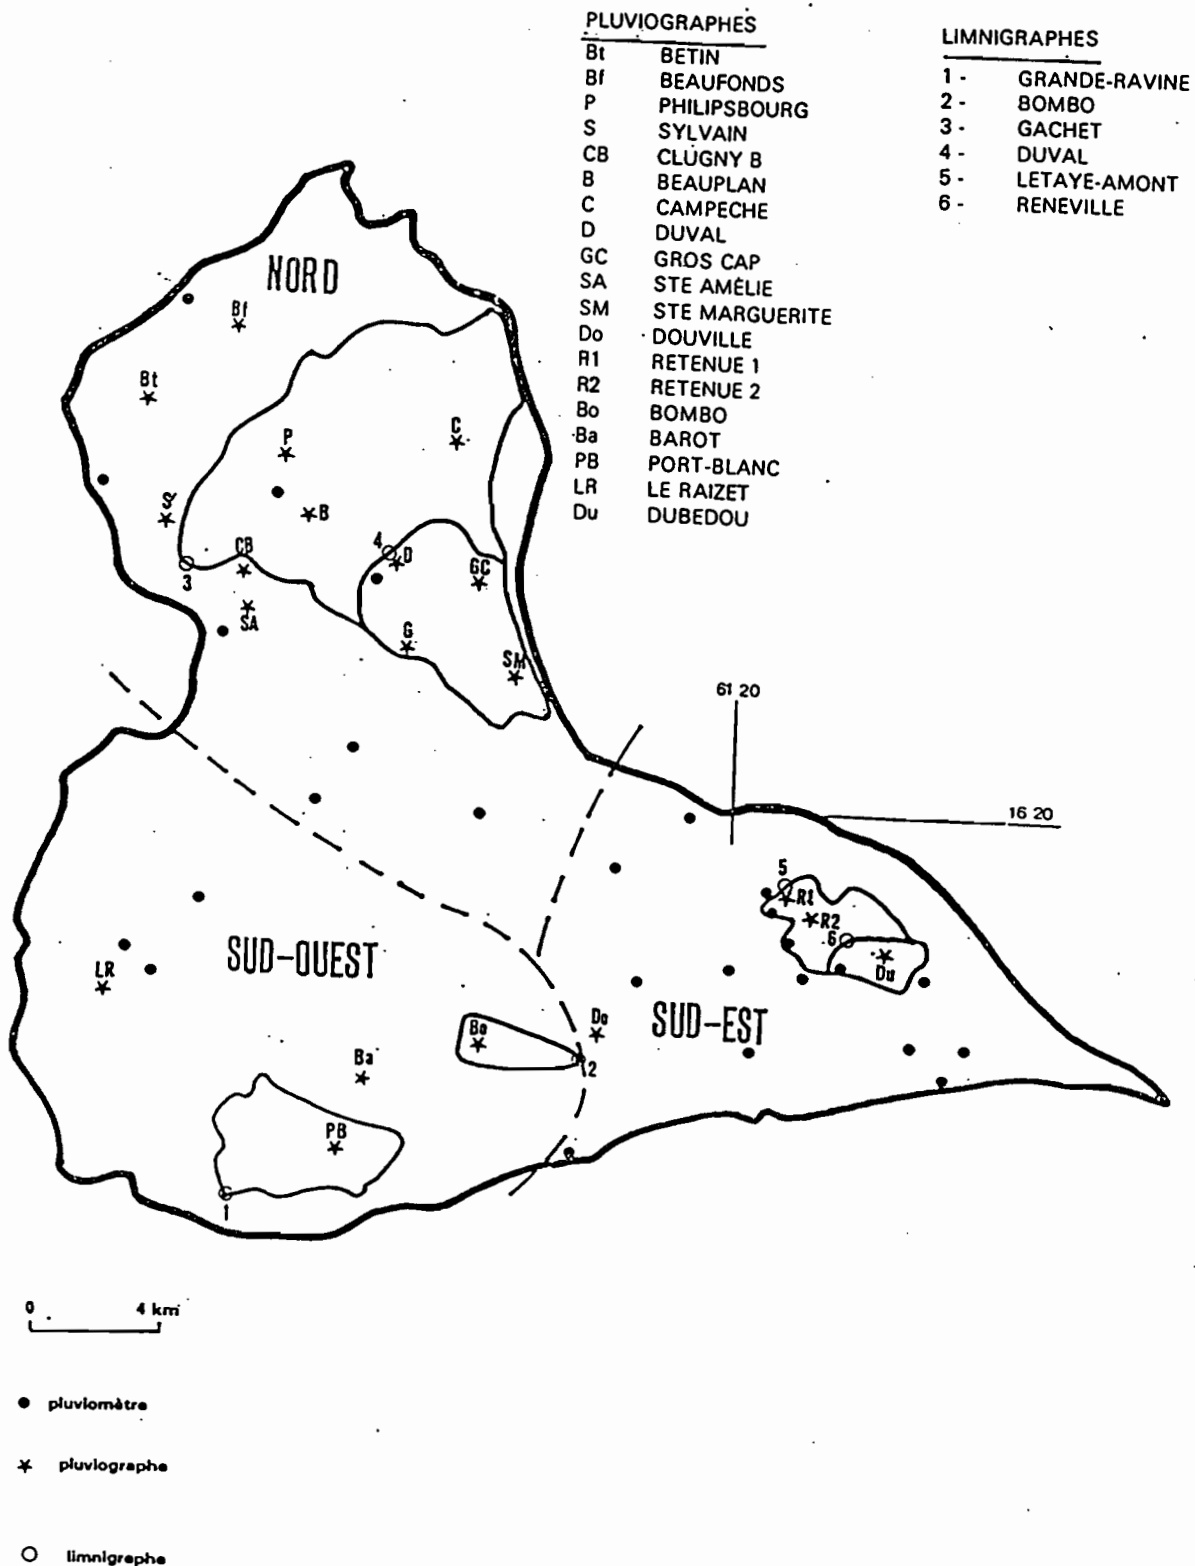 PLUVIOGRAPHES
Bt BETIN
Bf BEAUFONDS
P PHILIPSBOURG
S SYLVAIN
CB CLUGNY B
B BEAUPLAN
C CAMPECHE
D DUVAL
GC GROS CAP
SA STE AMÉLIE
SM STE MARGUERITE
Do DOUVILLE
R1 RETENUE 1
R2 RETENUE 2
Bo BOMBO
Ba BAROT
PB PORT-BLANC
LR LE RAIZET
Du DUBEDOU
LIMNIGRAPHES
1 - GRANDE-RAVINE
2 - BOMBO
3 - GACHET
4 - DUVAL
5 - LETAYE-AMONT
6 - RENEVILLE
NORD
Bf
Bt
P
C
S
B
CB
4
D
GC
3
SA
G
SM
61 20
16 20
5
R1
R2
6
Du
SUD-OUEST
LR
SUD-EST
Bo
Do
2
Ba
PB
1
0 4 km
pluviomètre
pluviographe
limnigraphe